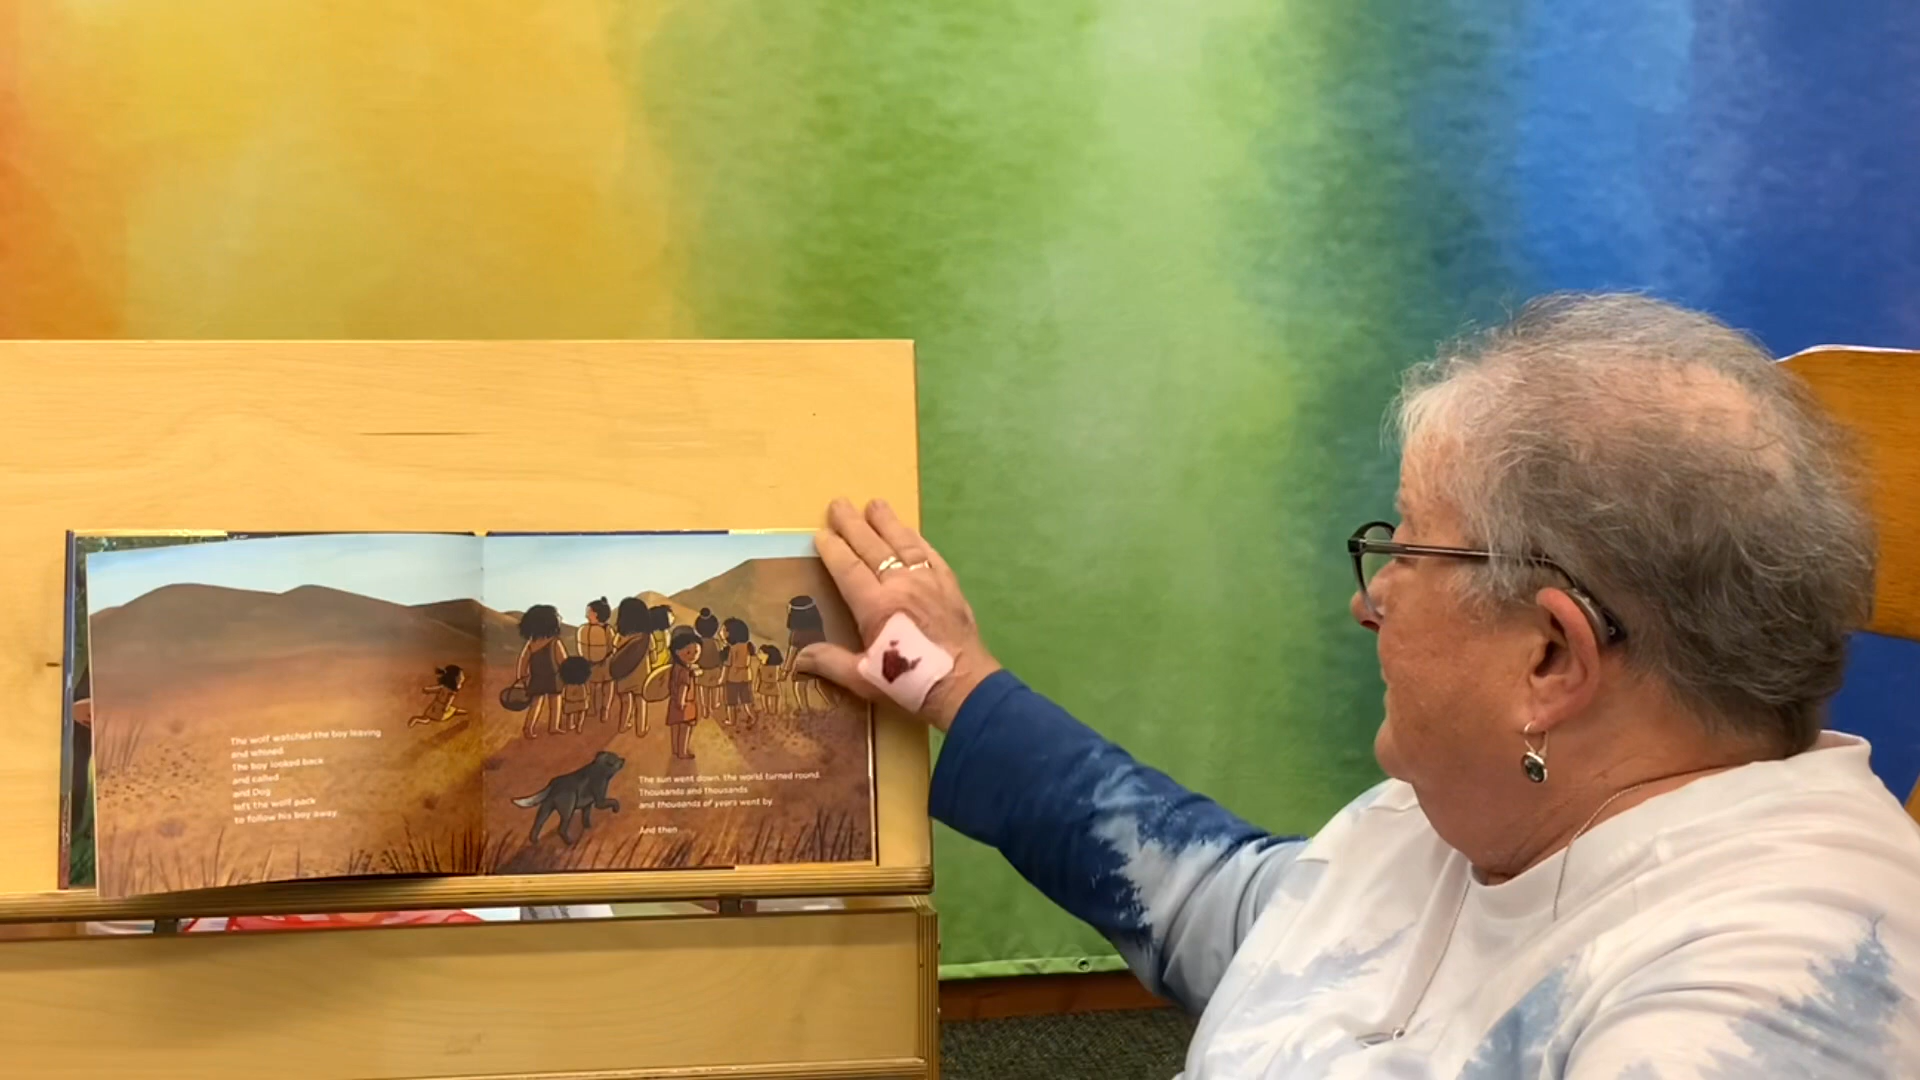 The wolf watched the boy leaving
and whined.
The boy looked back
and called
and Dog
left the wolf pack
to follow his boy away.
The sun went down, the world turned round.
Thousands and thousands
and thousands of years went by.
And then